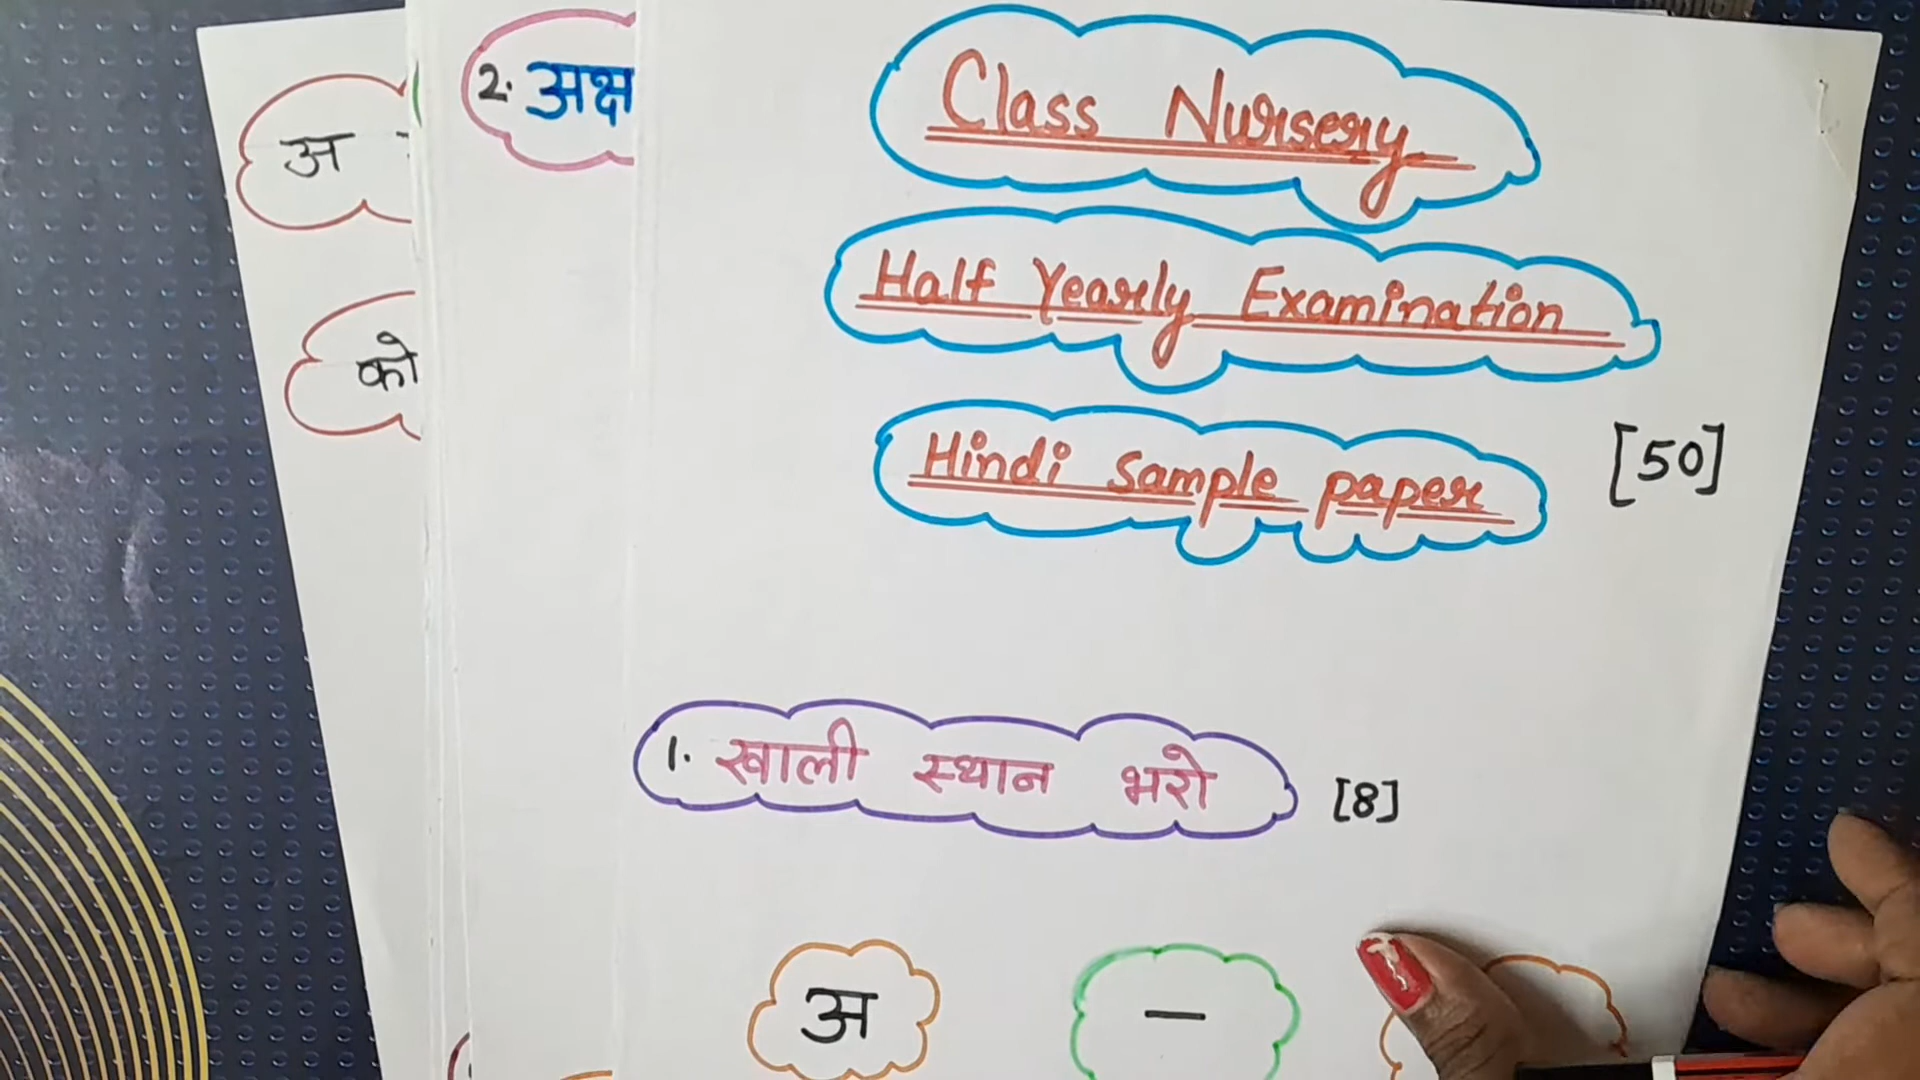 Class Nursery
Half Yearly Examination
Hindi Sample paper
[50]
1. खाली स्थान भरो [8]
अ –
2. अक्ष
अ
को